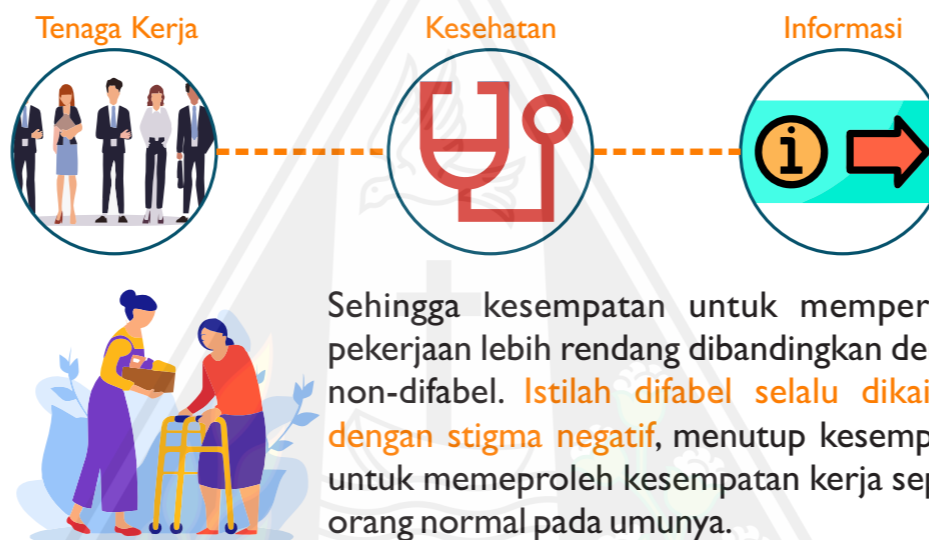 Tenaga Kerja
Kesehatan
Informasi
i
Sehingga kesempatan untuk memper
pekerjaan lebih rendang dibandingkan de
non-difabel. Istilah difabel selalu dikai
dengan stigma negatif, menutup kesemp
untuk memeproleh kesempatan kerja sep
orang normal pada umunya.